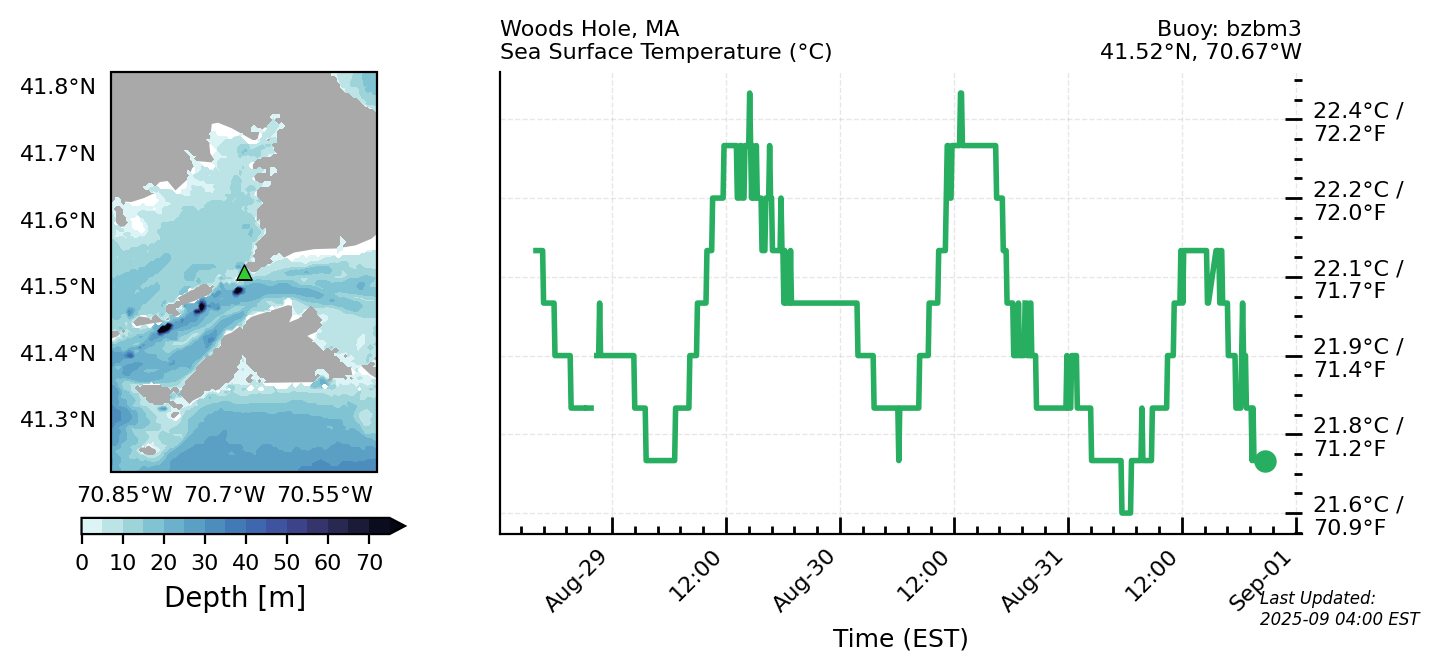 Woods Hole, MA
Sea Surface Temperature (°C)
Buoy: bzbm3
41.52°N, 70.67°W
41.8°N
41.7°N
41.6°N
41.5°N
41.4°N
41.3°N
70.85°W 70.7°W 70.55°W
0 10 20 30 40 50 60 70
Depth [m]
22.4°C /
72.2°F
22.2°C /
72.0°F
22.1°C /
71.7°F
21.9°C /
71.4°F
21.8°C /
71.2°F
21.6°C /
70.9°F
Aug-29
12:00
Aug-30
12:00
Aug-31
12:00
Sep-01
Time (EST)
Last Updated:
2025-09 04:00 EST